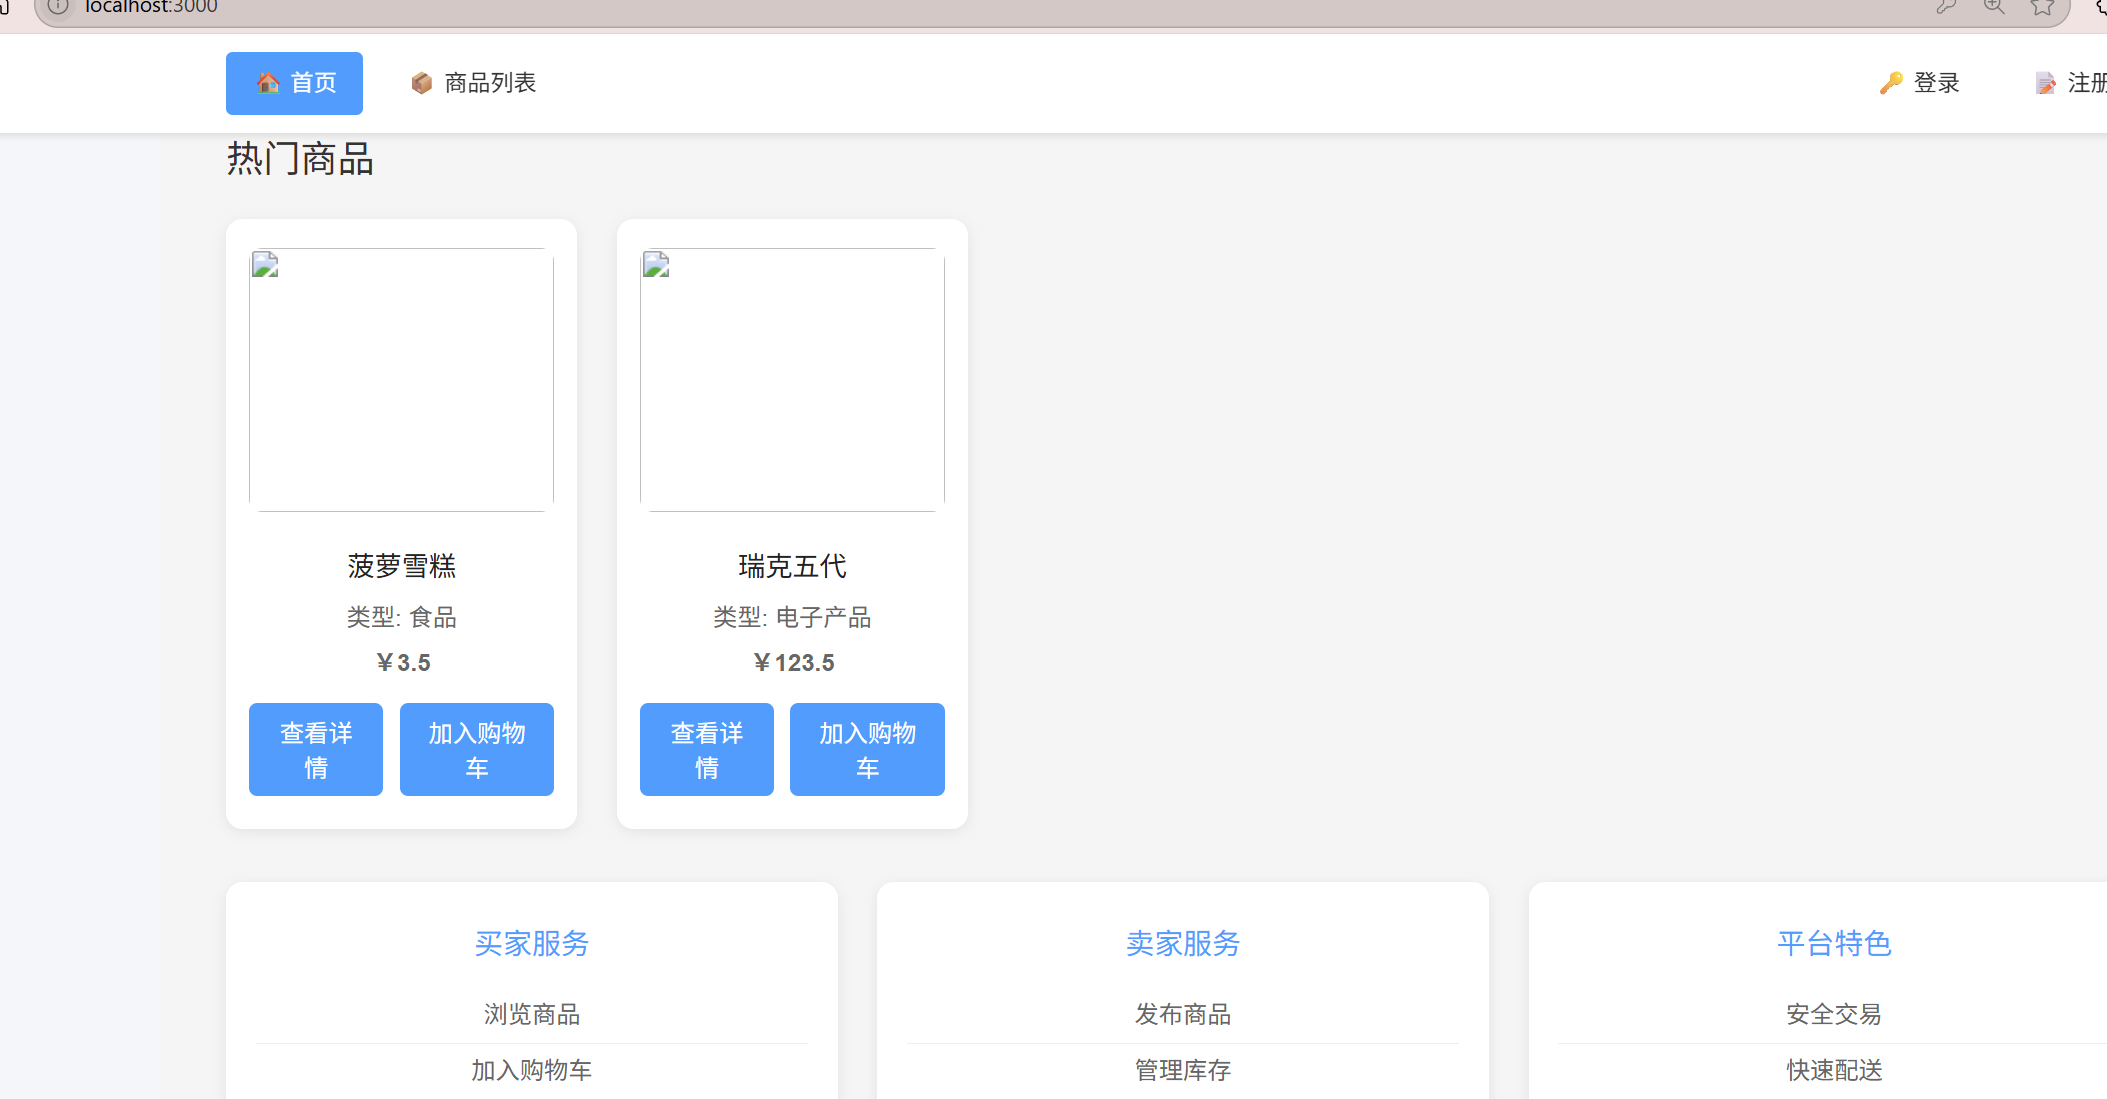 localhost:3000
首页
商品列表
登录
注册
热门商品
菠萝雪糕
类型: 食品
￥3.5
查看详
情
加入购物
车
瑞克五代
类型: 电子产品
￥123.5
查看详
情
加入购物
车
买家服务
浏览商品
加入购物车
卖家服务
发布商品
管理库存
平台特色
安全交易
快速配送